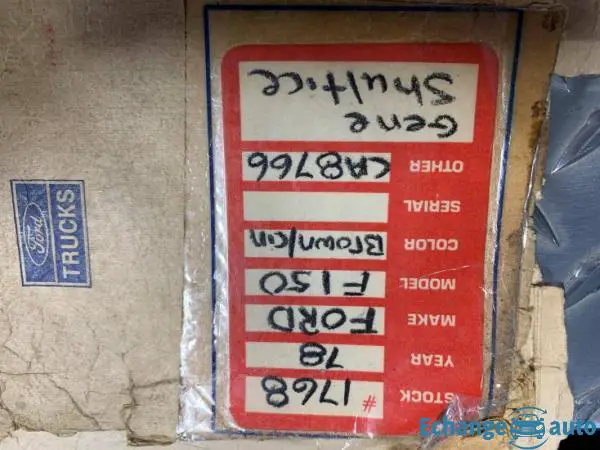 STOCK # 1768
YEAR 78
MAKE FORD
MODEL F150
COLOR Brown/cin
SERIAL
OTHER CA8766
Gene
Shultice
Ford
TRUCKS
Echange auto